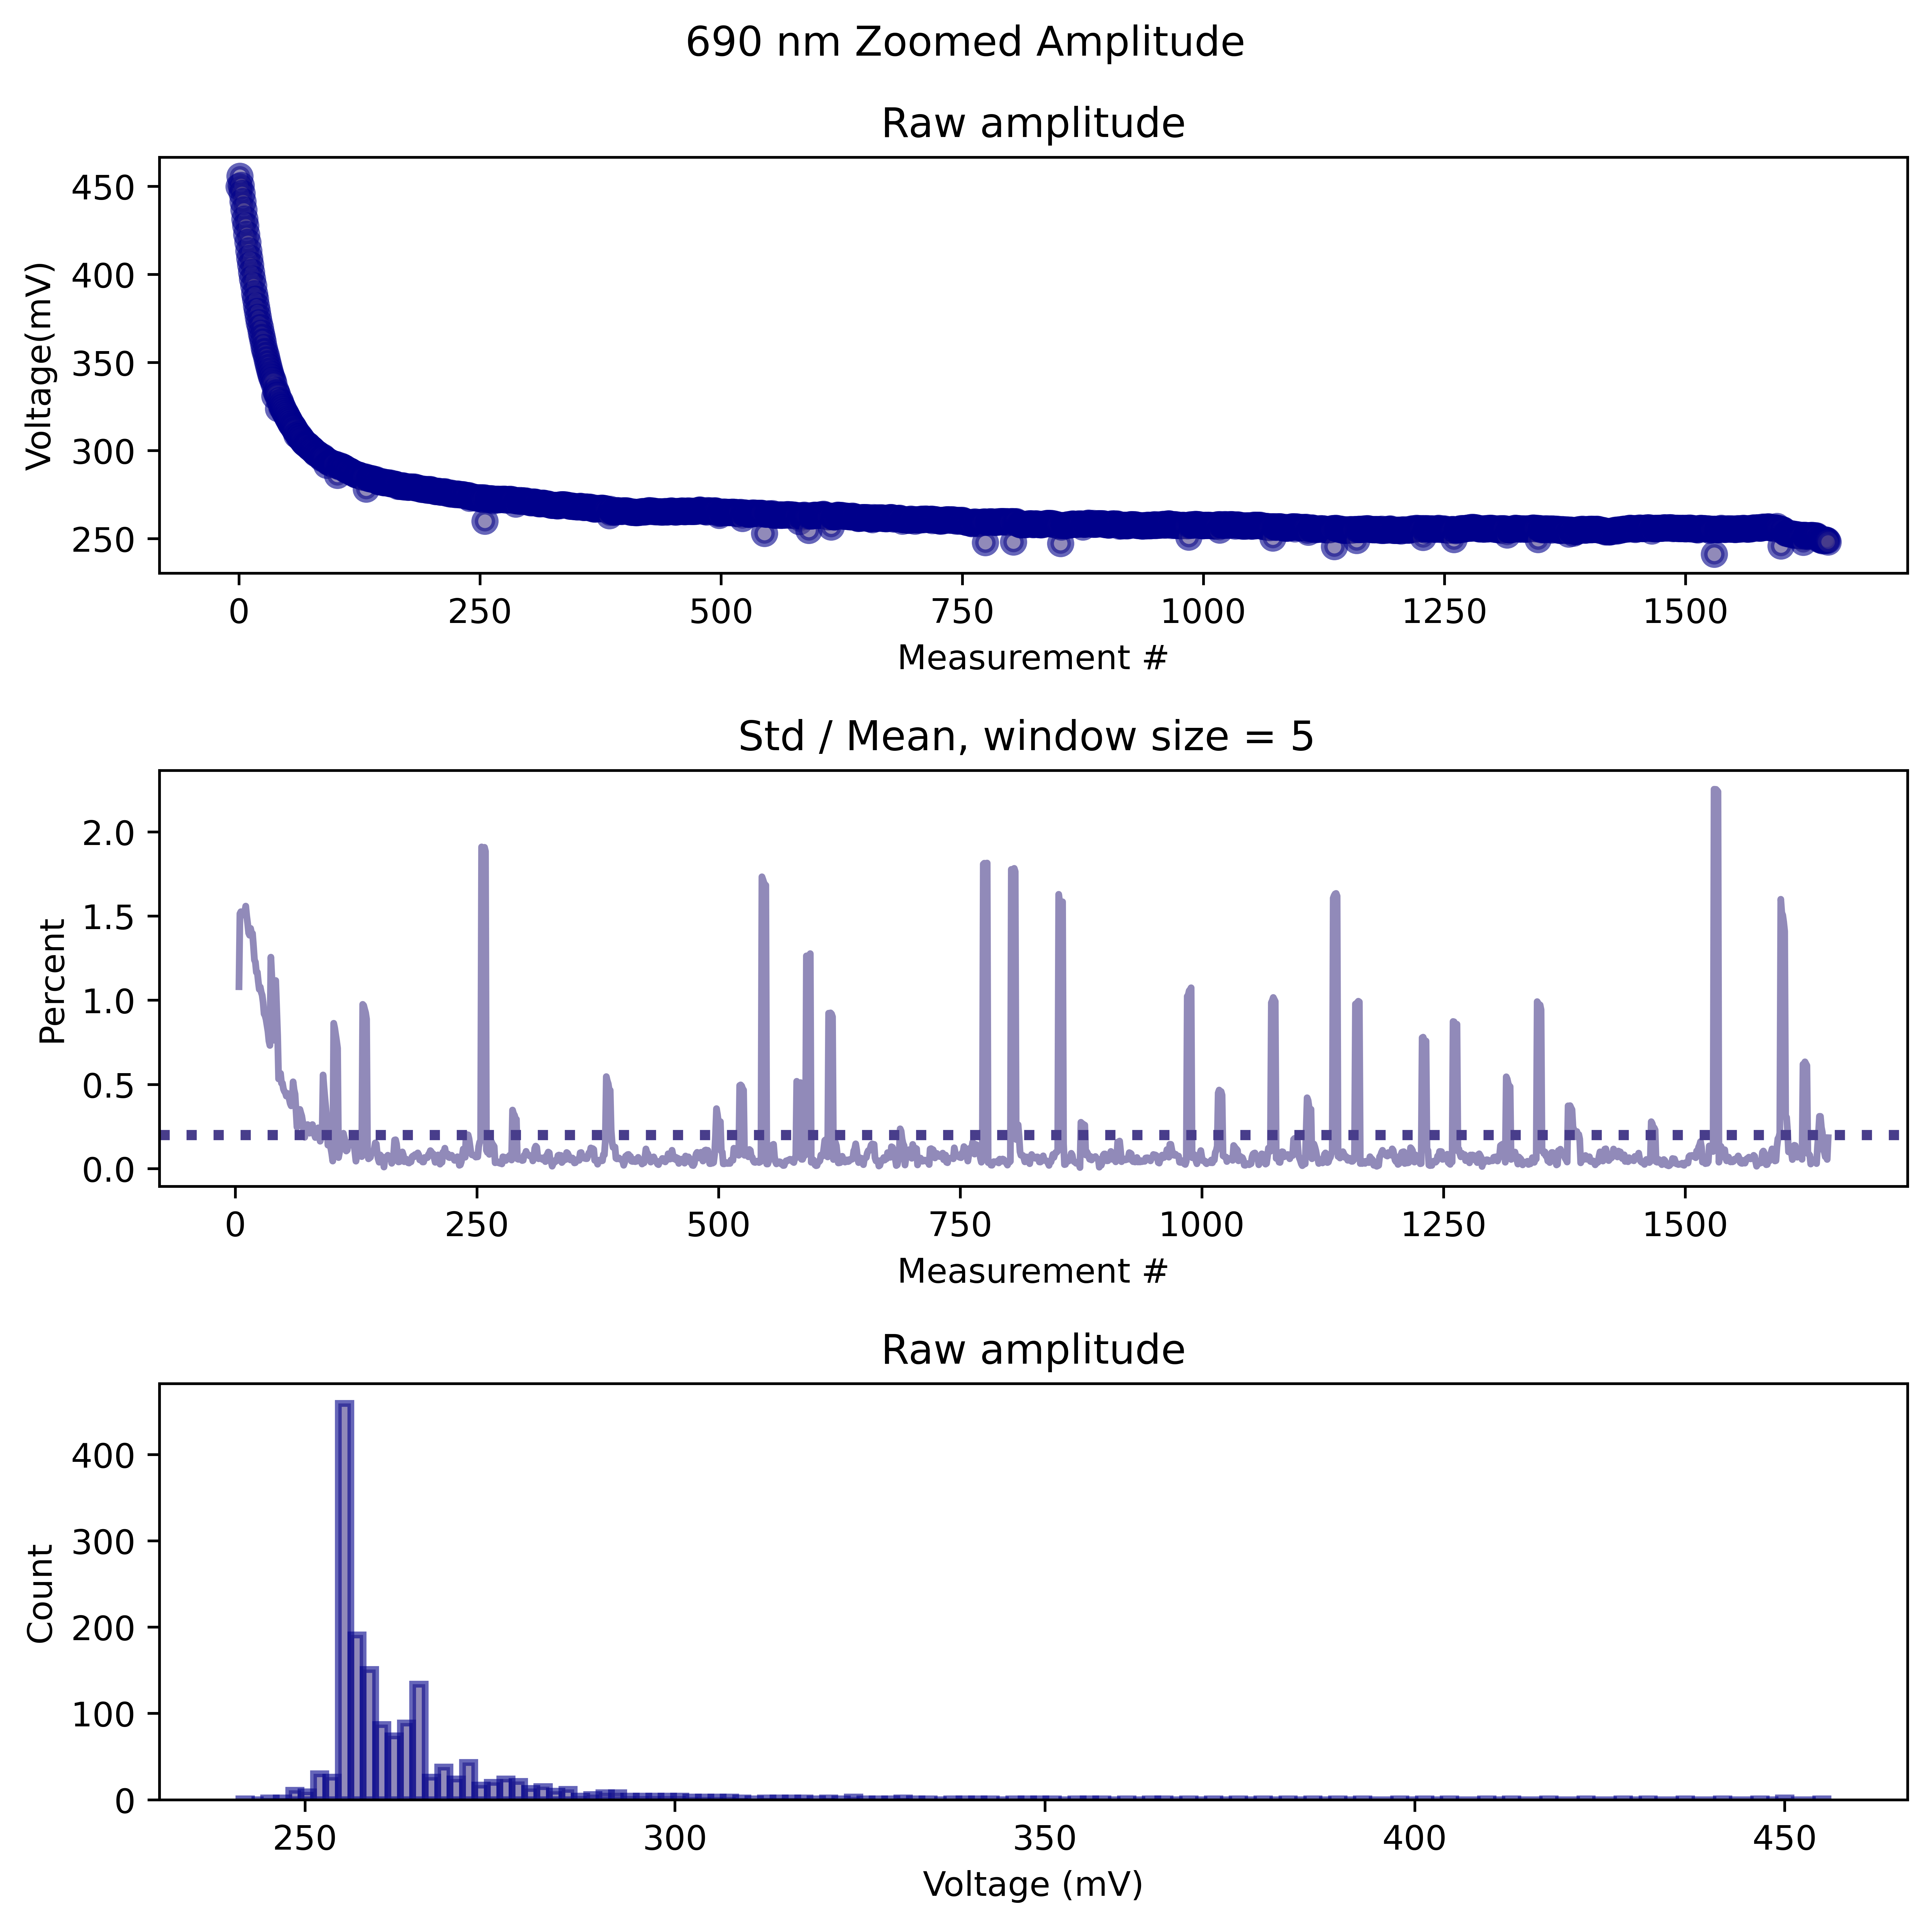 690 nm Zoomed Amplitude
Raw amplitude
Voltage(mV)
450
400
350
300
250
0 250 500 750 1000 1250 1500
Measurement #
Std / Mean, window size = 5
Percent
2.0
1.5
1.0
0.5
0.0
0 250 500 750 1000 1250 1500
Measurement #
Raw amplitude
Count
400
300
200
100
0
250 300 350 400 450
Voltage (mV)